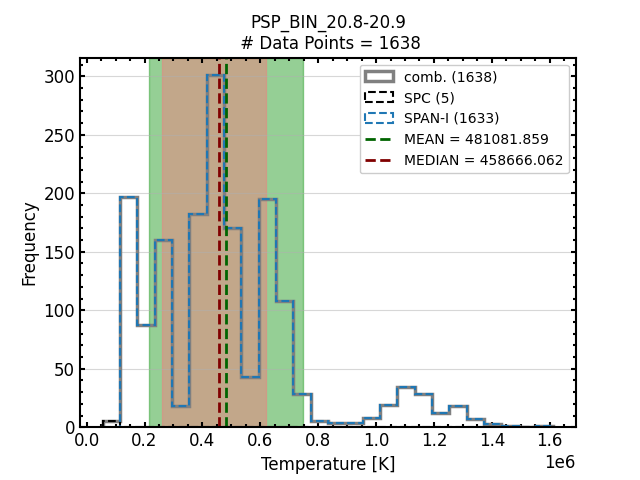 PSP_BIN_20.8-20.9
# Data Points = 1638
comb. (1638)
SPC (5)
SPAN-I (1633)
MEAN = 481081.859
MEDIAN = 458666.062
Frequency
300
250
200
150
100
50
0
0.0 0.2 0.4 0.6 0.8 1.0 1.2 1.4 1.6
1e6
Temperature [K]